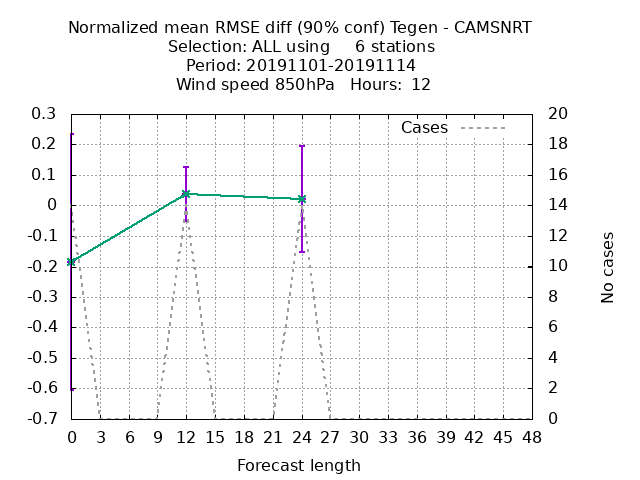 Normalized mean RMSE diff (90% conf) Tegen - CAMSNRT
Selection: ALL using     6 stations
Period: 20191101-20191114
Wind speed 850hPa   Hours:  12
Cases
0.3
0.2
0.1
0
-0.1
-0.2
-0.3
-0.4
-0.5
-0.6
-0.7
20
18
16
14
12
10
8
6
4
2
0
No cases
0 3 6 9 12 15 18 21 24 27 30 33 36 39 42 45 48
Forecast length